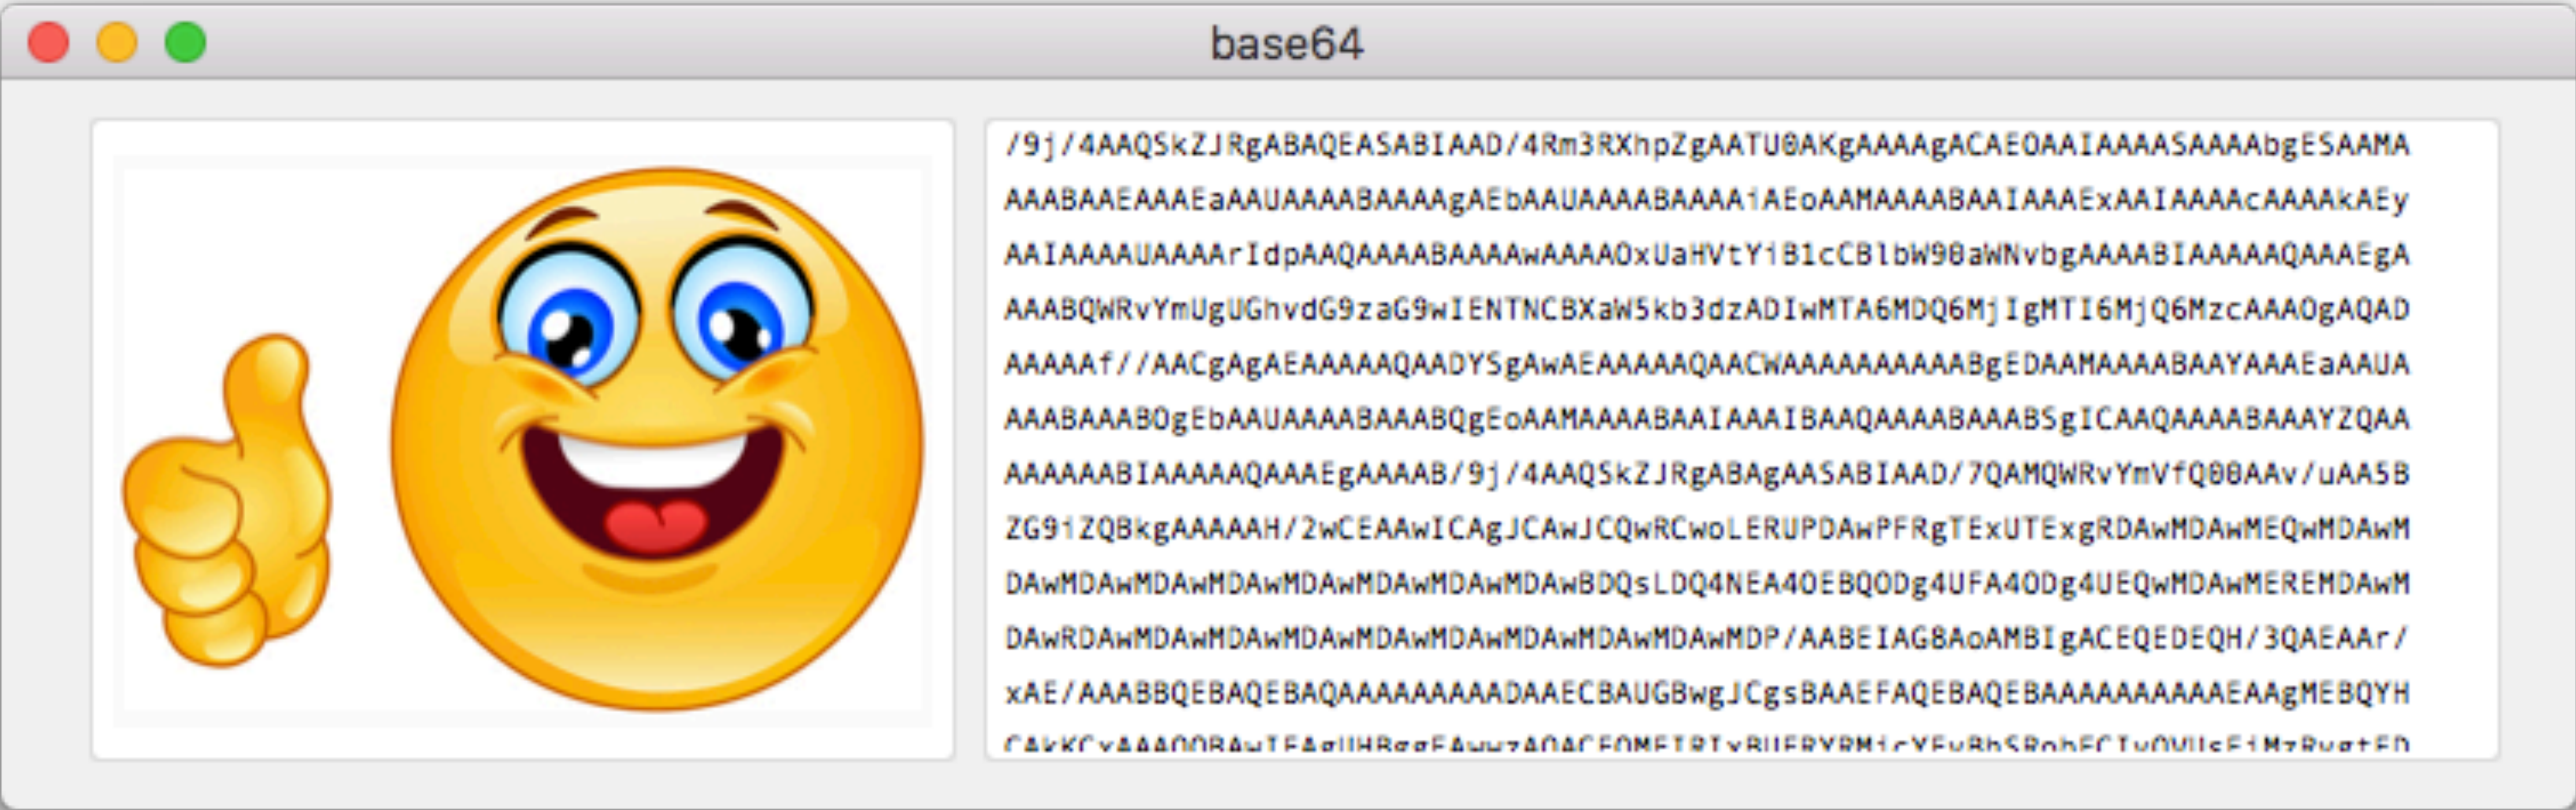 base64
/9j/4AAQSkZJRgABAQEASABIAAD/4Rm3RXhpZgAATU0AKgAAAAgACAEOAAIAAAASAAAAbgESAAMA
AAABAAEAAAEaAAUAAAABAAAAgAEbAAUAAAABAAAAiAEoAAMAAAABAAIAAAExAAIAAAAcAAAAkAEy
AAIAAAAUAAAArIdpAAQAAAABAAAAwAAAAOxUaHVtYiB1cCBlbW90aWNvbgAAAABIAAAAAQAAAEgA
AAABQWRvYmUgUGhvdG9zaG9wIENTNCBXaW5kb3dzADIwMTA6MDQ6MjIgMTI6MjQ6MzcAAAOgAQAD
AAAAAf//AACgAgAEAAAAAQAADYSgAwAEAAAAAQAACWAAAAAAAAAABgEDAAMAAAABAAYAAAEaAAUA
AAABAAABOgEbAAUAAAABAAABQgEoAAMAAAABAAIAAAIBAAQAAAABAAABSgICAAQAAAABAAAYZQAA
AAAAAABIAAAAAQAAAEgAAAAB/9j/4AAQSkZJRgABAgAASABIAAD/7QAMQWRvYmVfQ00AAv/uAA5B
ZG9iZQBkgAAAAAH/2wCEAAwICAgJCAwJCQwRCwoLERUPDAwPFRgTExUTExgRDAwMDAwMEQwMDAwM
DAwMDAwMDAwMDAwMDAwMDAwMDAwMDAwBDQsLDQ4NEA4OEBQODg4UFA4ODg4UEQwMDAwMEREMDAwM
DAwRDAwMDAwMDAwMDAwMDAwMDAwMDAwMDAwMDAwMDP/AABEIAG8AoAMBIgACEQEDEQH/3QAEAAr/
xAE/AAABBQEBAQEBAQAAAAAAAAADAAECBAUGBwgJCgsBAAEFAQEBAQEBAAAAAAAAAAEAAgMEBQYH